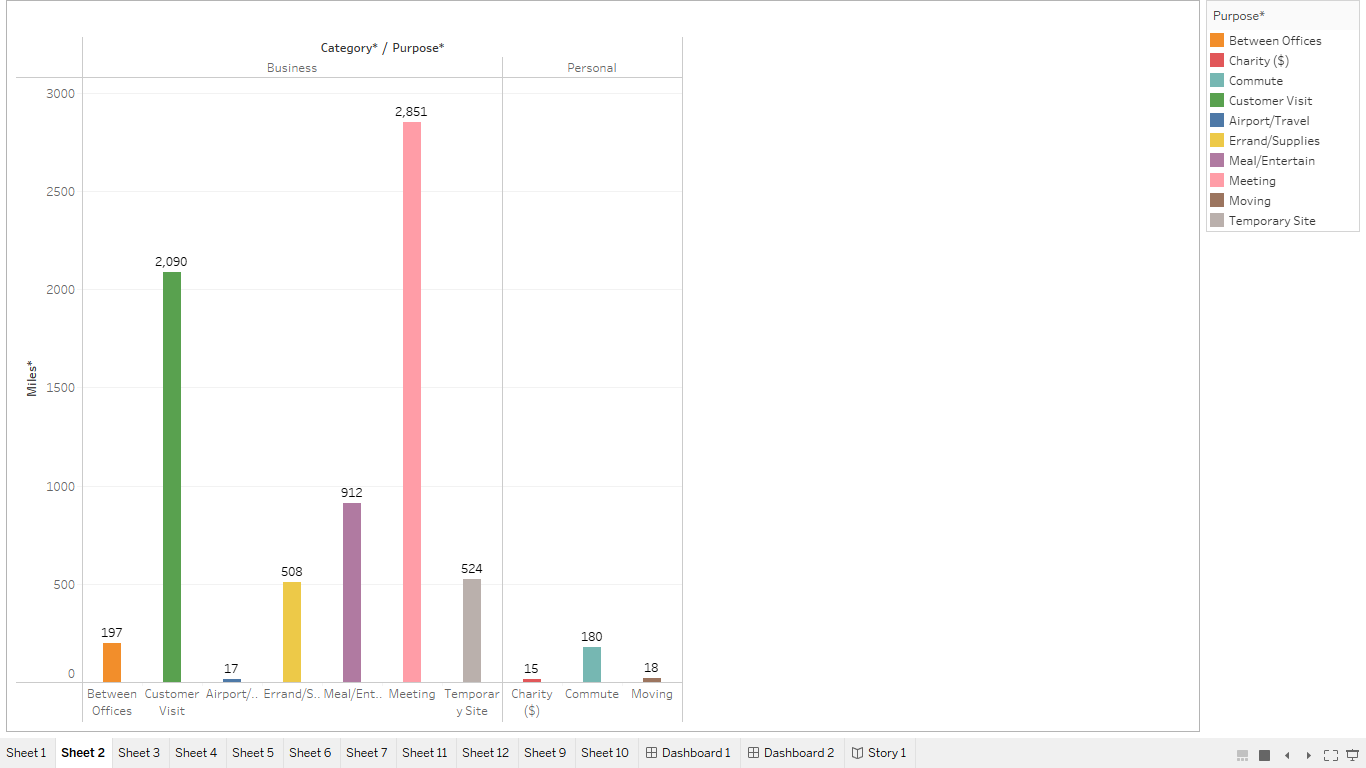 Category* / Purpose*
Business
Personal
3000
2500
2000
1500
1000
500
0
Miles*
197
2,090
17
508
912
2,851
524
15
180
18
Between Offices
Customer Visit
Airport/..
Errand/S..
Meal/Ent..
Meeting
Temporar
y Site
Charity
($)
Commute
Moving
Purpose*
Between Offices
Charity ($)
Commute
Customer Visit
Airport/Travel
Errand/Supplies
Meal/Entertain
Meeting
Moving
Temporary Site
Sheet 1 Sheet 2 Sheet 3 Sheet 4 Sheet 5 Sheet 6 Sheet 7 Sheet 11 Sheet 12 Sheet 9 Sheet 10 Dashboard 1 Dashboard 2 Story 1